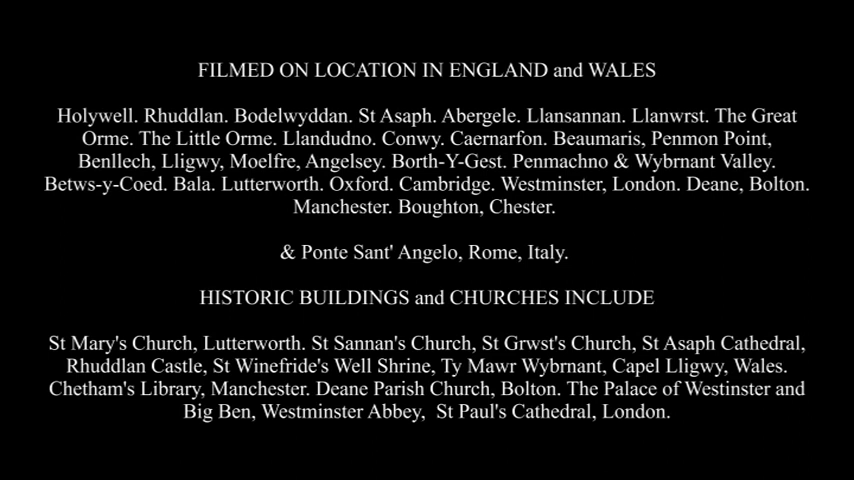 FILMED ON LOCATION IN ENGLAND and WALES
Holywell. Rhuddlan. Bodelwyddan. St Asaph. Abergele. Llansannan. Llanwrst. The Great
Orme. The Little Orme. Llandudno. Conwy. Caernarfon. Beaumaris, Penmon Point,
Benllech, Lligwy, Moelfre, Angelsey. Borth-Y-Gest. Penmachno & Wybrnant Valley.
Betws-y-Coed. Bala. Lutterworth. Oxford. Cambridge. Westminster, London. Deane, Bolton.
Manchester. Boughton, Chester.
& Ponte Sant' Angelo, Rome, Italy.
HISTORIC BUILDINGS and CHURCHES INCLUDE
St Mary's Church, Lutterworth. St Sannan's Church, St Grwst's Church, St Asaph Cathedral,
Rhuddlan Castle, St Winefride's Well Shrine, Ty Mawr Wybrnant, Capel Lligwy, Wales.
Chetham's Library, Manchester. Deane Parish Church, Bolton. The Palace of Westinster and
Big Ben, Westminster Abbey,  St Paul's Cathedral, London.